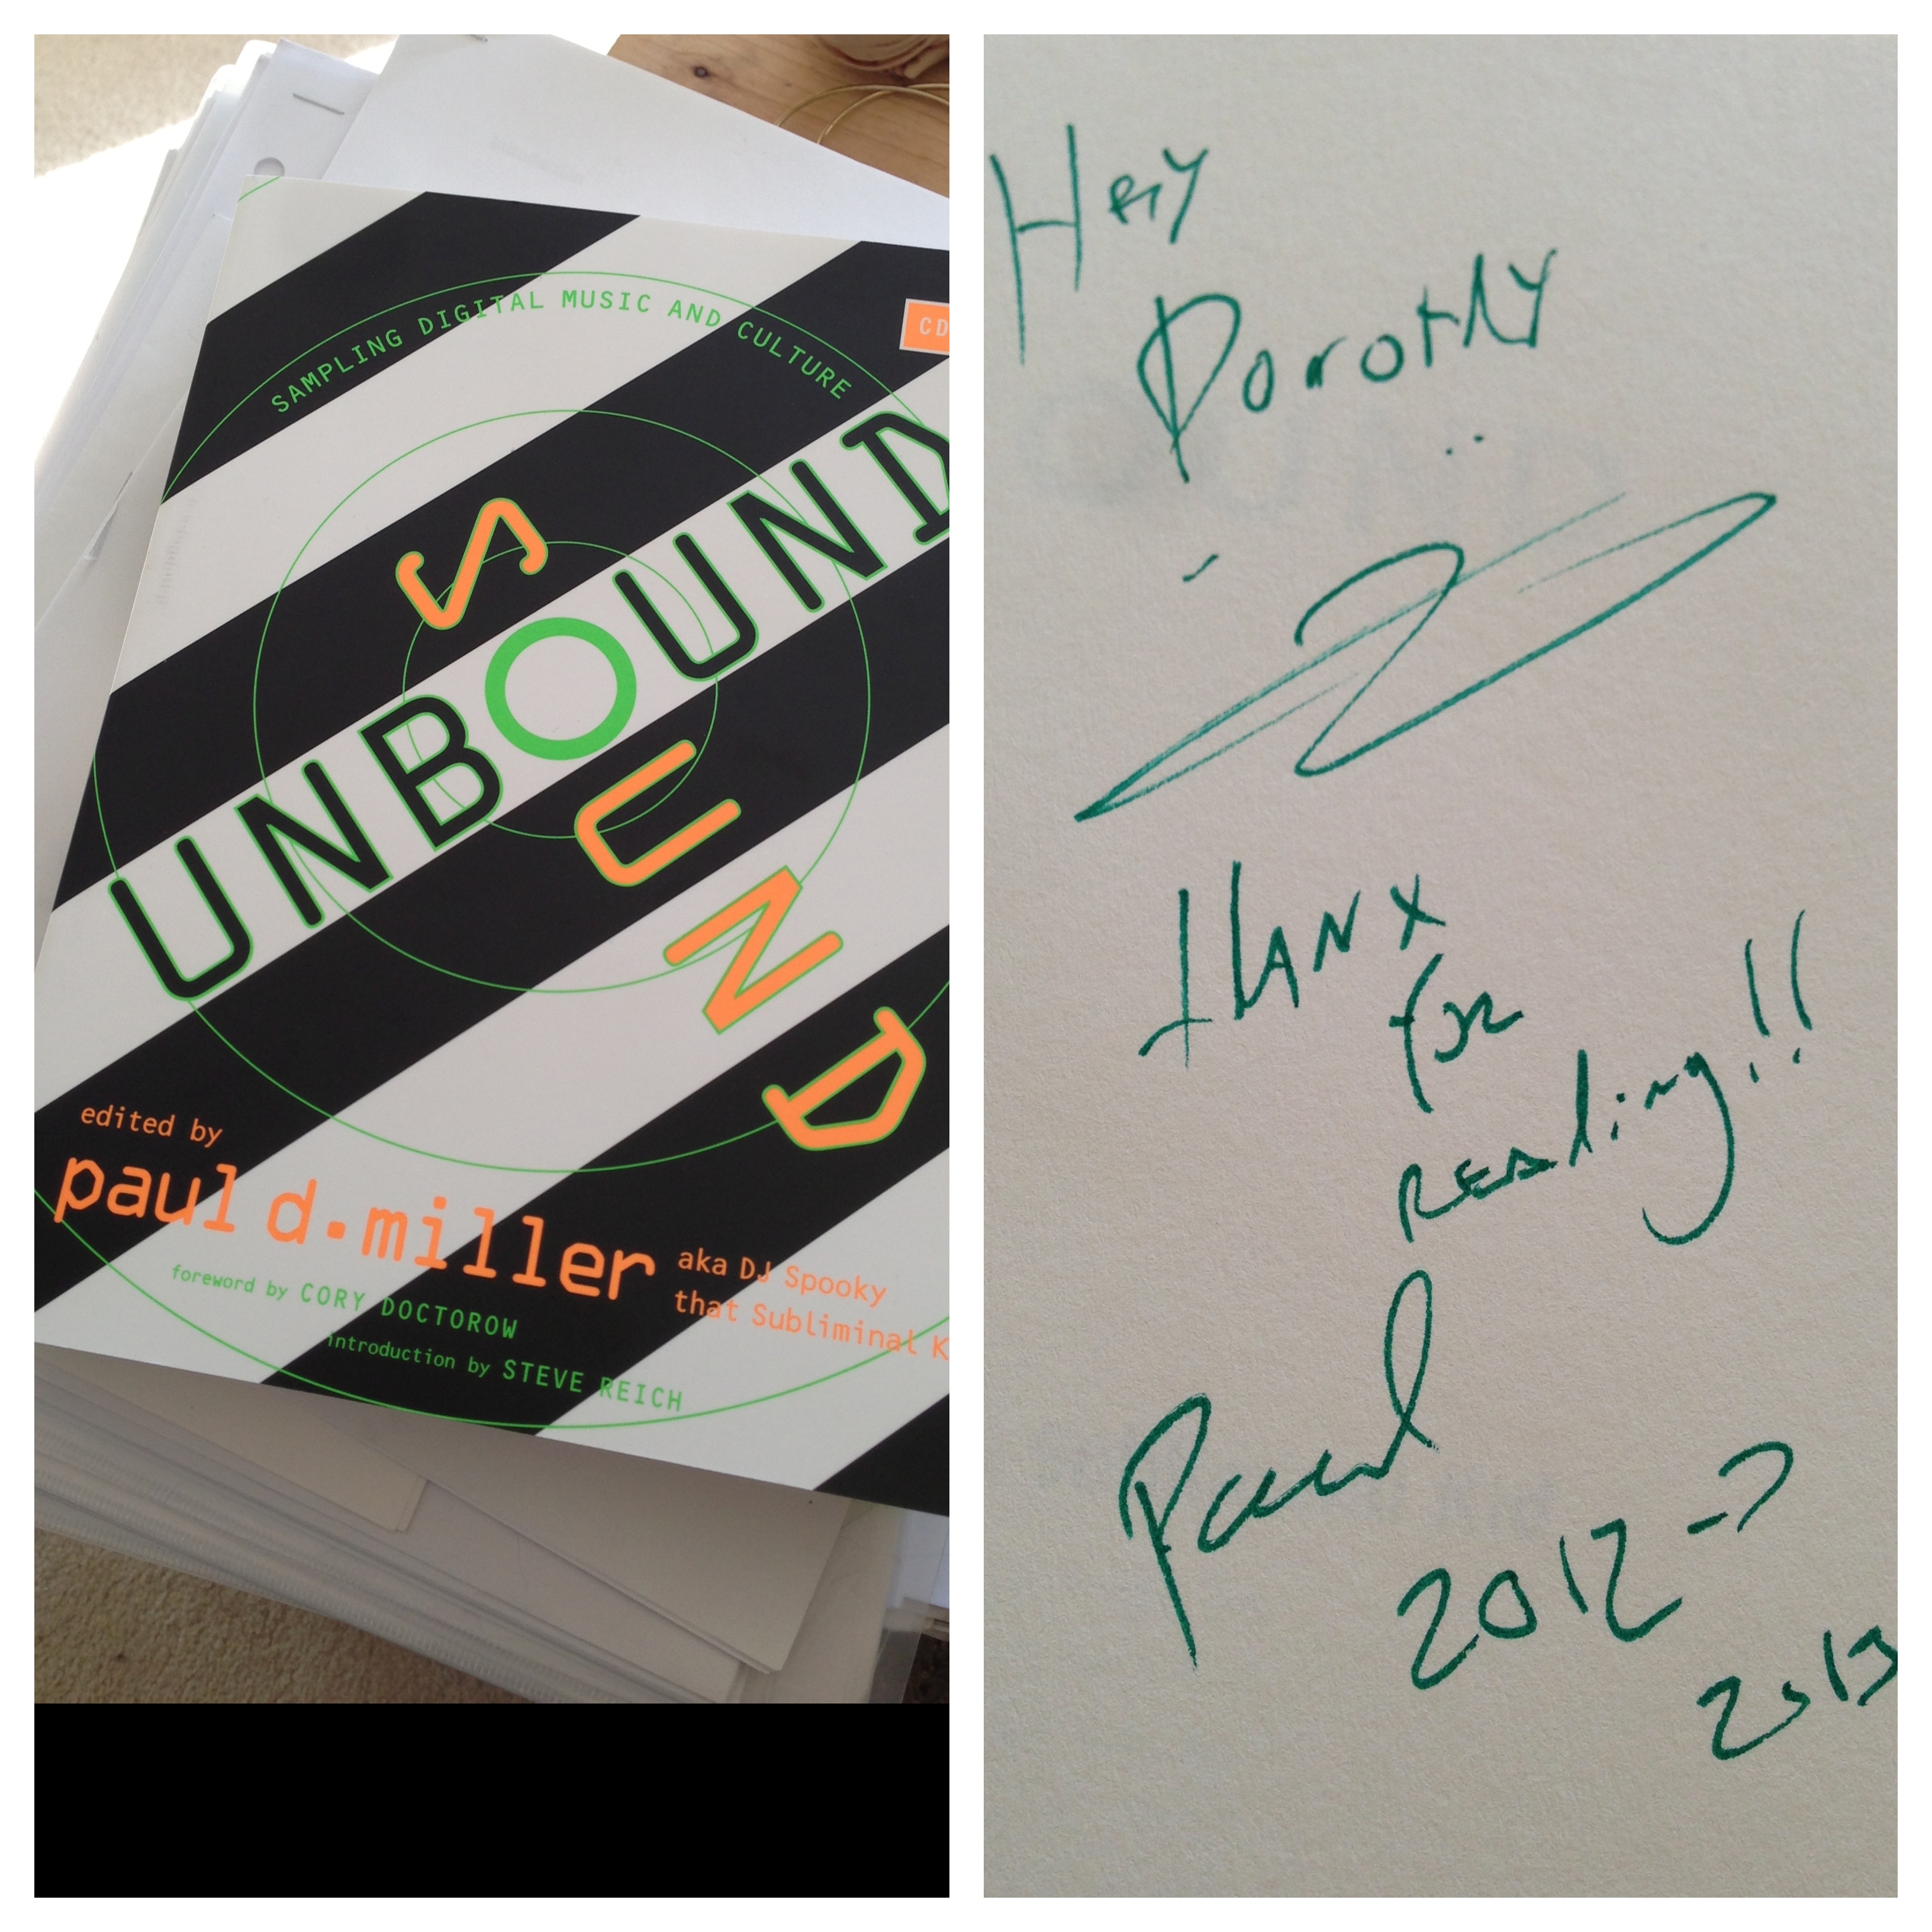 SAMPLING DIGITAL MUSIC AND CULTURE
CD
SOUND
UNBOUND
edited by
paul d. miller
aka DJ Spooky
that Subliminal K
foreword by CORY DOCTOROW
introduction by STEVE REICH
Hey
Dorothy
thanx
for
reading!!
Paul
2012 ->
2013